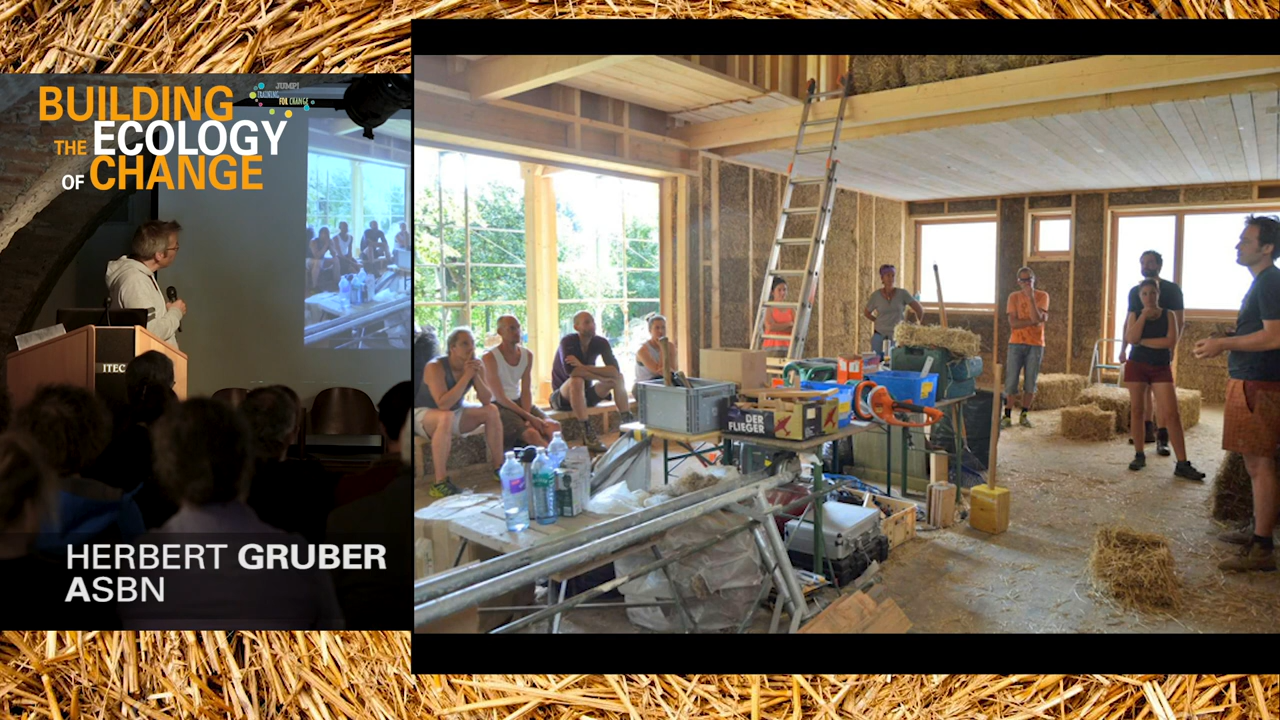 BUILDING
THE ECOLOGY
OF CHANGE
JUMP!
TRAINING
FOR CHANGE
ITEC
HERBERT GRUBER
ASBN
DER
FLIEGER